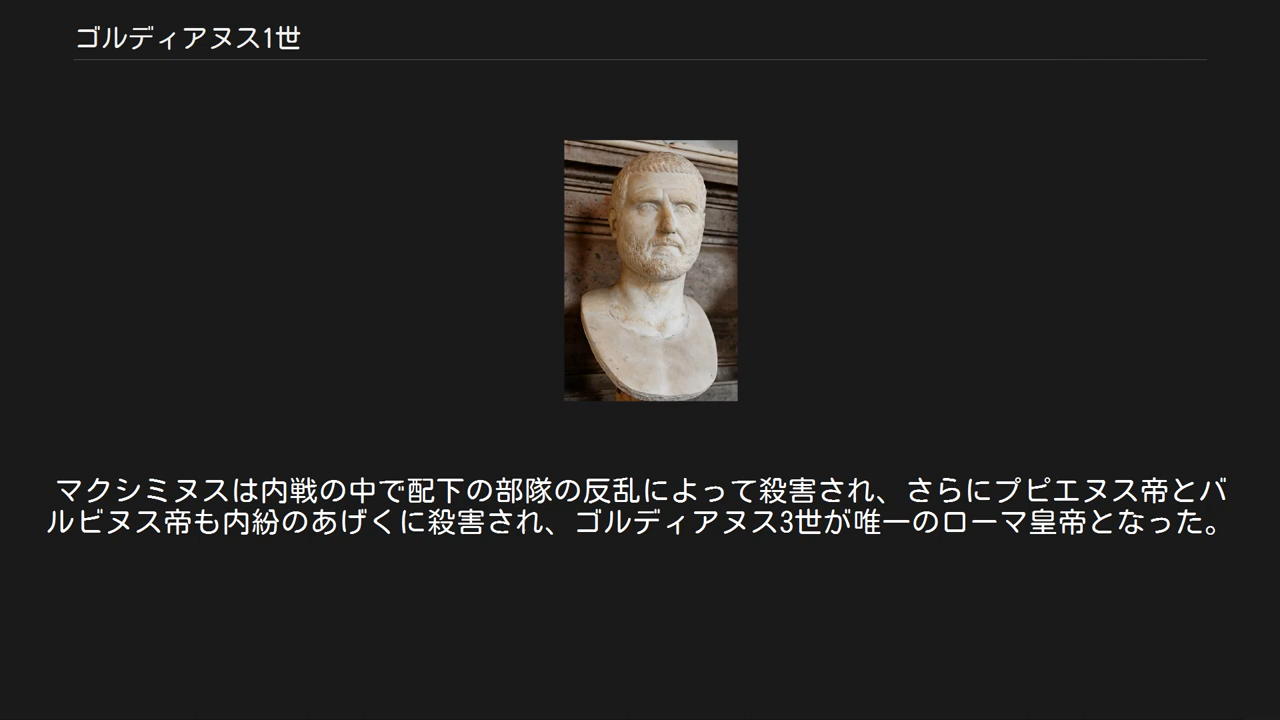 ゴルディアヌス1世
マクシミヌスは内戦の中で配下の部隊の反乱によって殺害され、さらにプピエヌス帝とバ
ルビヌス帝も内紛のあげくに殺害され、ゴルディアヌス3世が唯一のローマ皇帝となった。